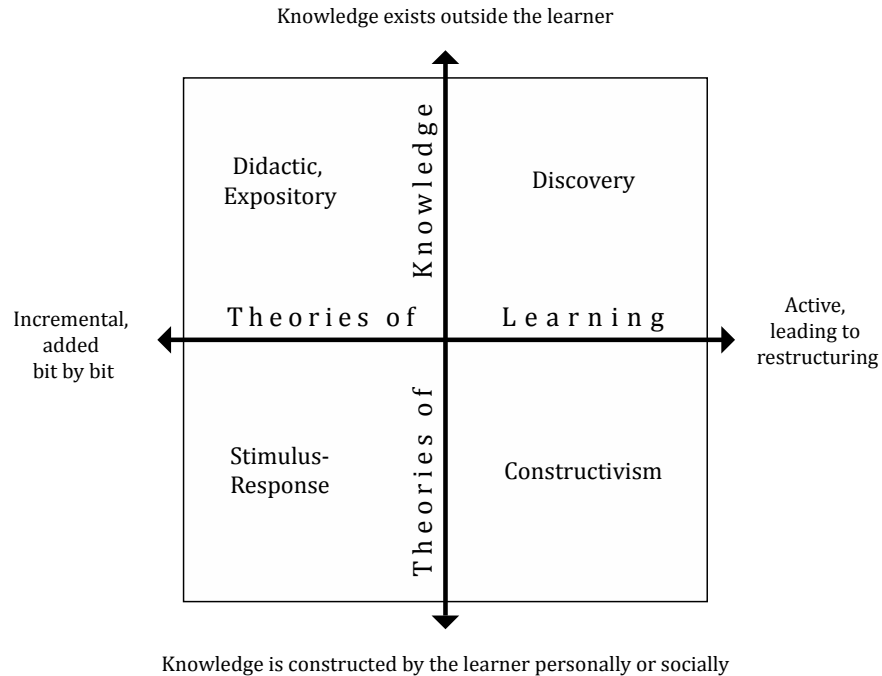 Knowledge exists outside the learner
Didactic,
Expository
Knowledge
Discovery
Incremental,
added
bit by bit
Theories of
Learning
Active,
leading to
restructuring
Stimulus-
Response
Theories of
Constructivism
Knowledge is constructed by the learner personally or socially